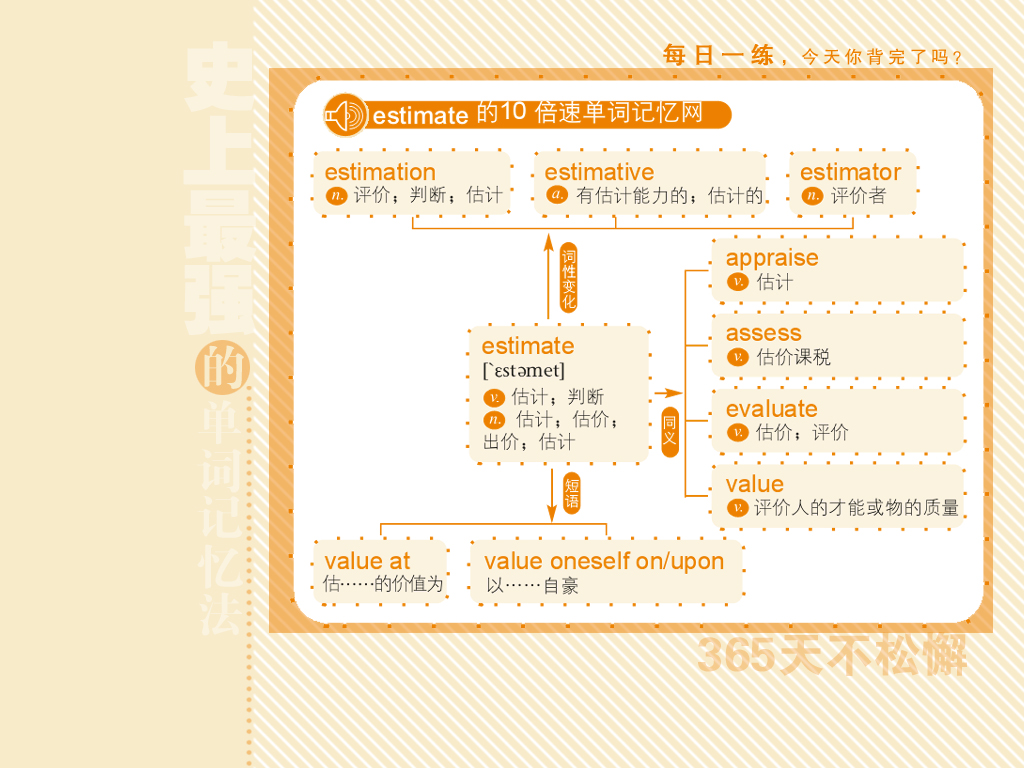 每日一练，今天你背完了吗？
史上最强的单词记忆法
estimate 的10 倍速单词记忆网
estimation
n. 评价；判断；估计
estimative
a. 有估计能力的；估计的
estimator
n. 评价者
词性变化
appraise
v. 估计
assess
v. 估价课税
evaluate
v. 估价；评价
value
v. 评价人的才能或物的质量
estimate
[`ɛstəmet]
v. 估计；判断
n. 估计；估价；
出价；估计
同义
短语
value at
估……的价值为
value oneself on/upon
以……自豪
365天不松懈